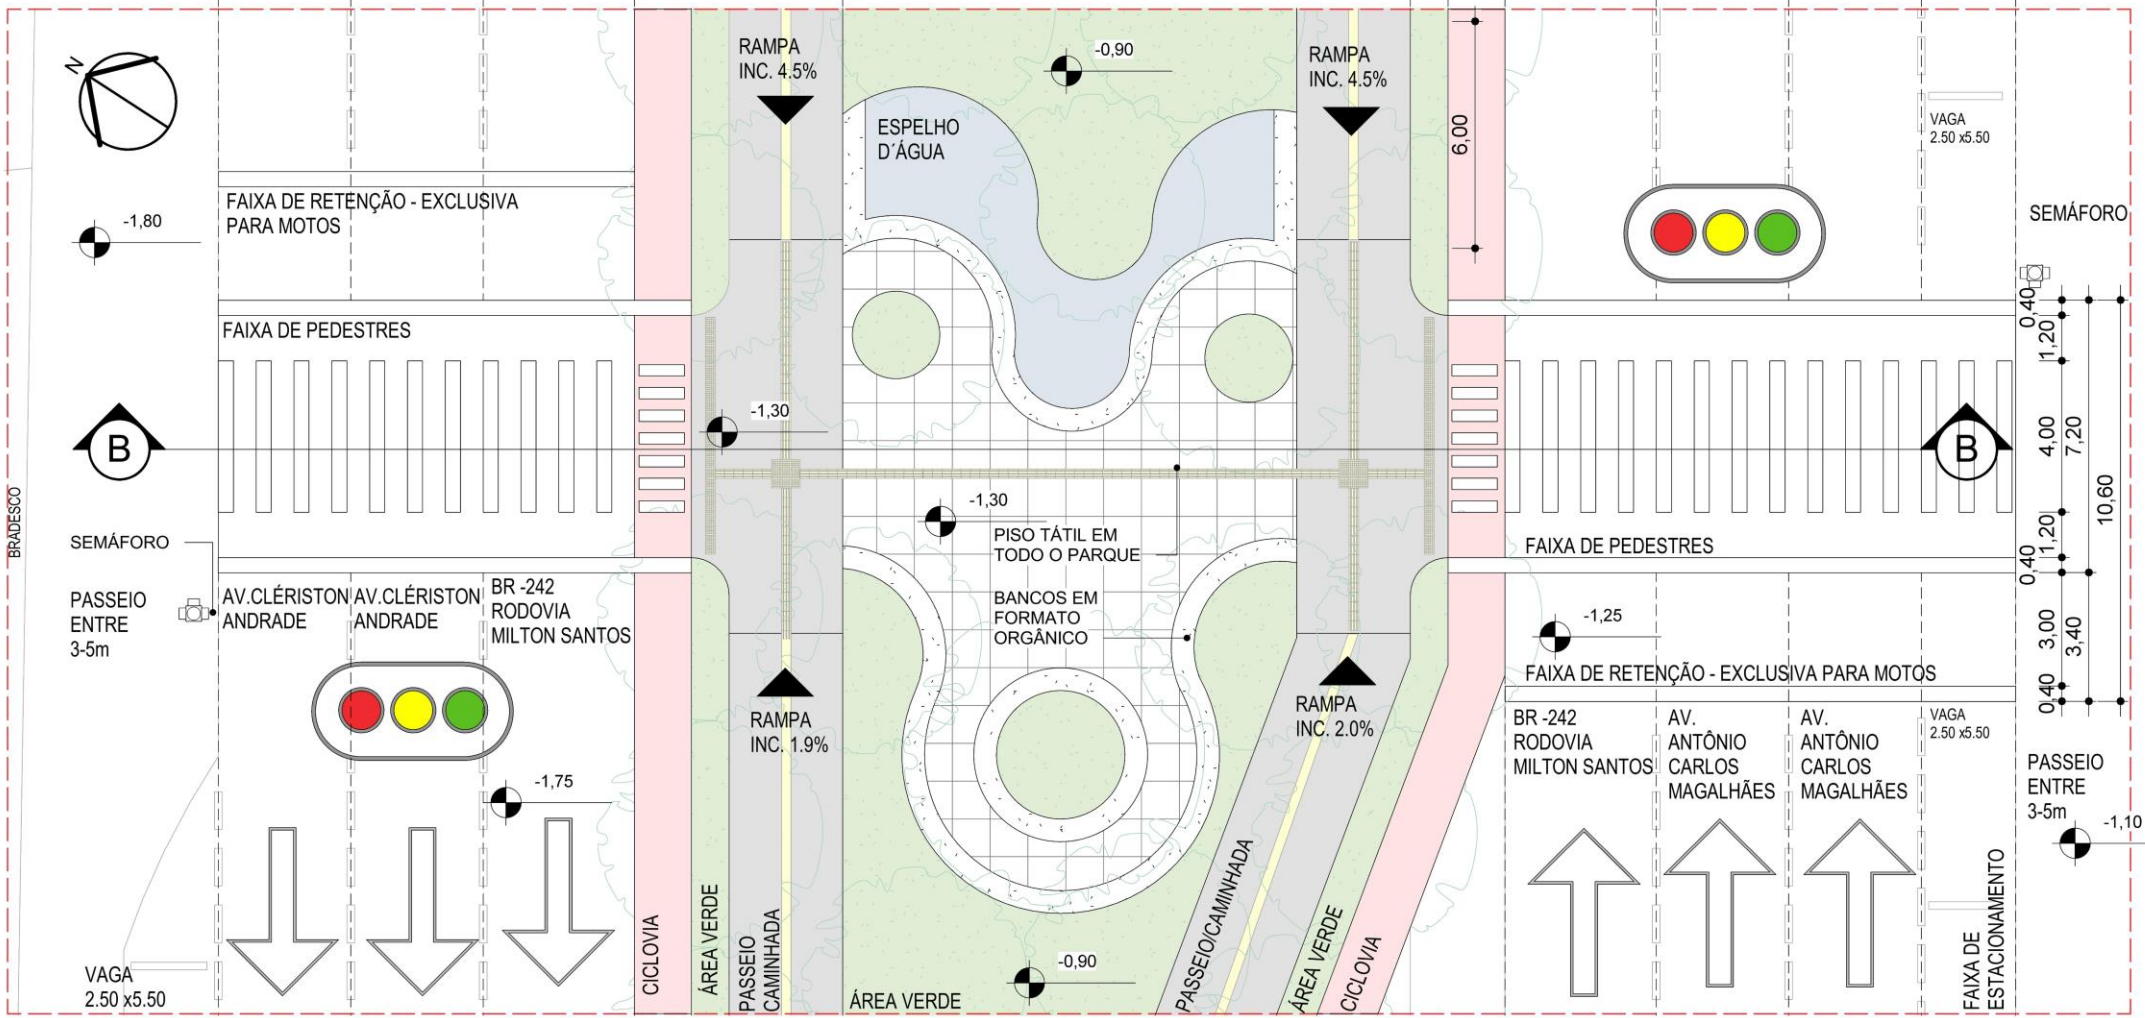 N
RAMPA
INC. 4.5%
-0,90
RAMPA
INC. 4.5%
6,00
VAGA
2.50 x5.50
ESPELHO
D´ÁGUA
FAIXA DE RETENÇÃO - EXCLUSIVA
PARA MOTOS
-1,80
SEMÁFORO
FAIXA DE PEDESTRES
0,40
1,20
4,00
7,20
10,60
1,20
0,40
3,00
3,40
0,40
-1,30
B
B
BRADESCO
-1,30
PISO TÁTIL EM
TODO O PARQUE
SEMÁFORO
FAIXA DE PEDESTRES
PASSEIO
ENTRE
3-5m
AV.CLÉRISTON
ANDRADE
AV.CLÉRISTON
ANDRADE
BR -242
RODOVIA
MILTON SANTOS
BANCOS EM
FORMATO
ORGÂNICO
-1,25
FAIXA DE RETENÇÃO - EXCLUSIVA PARA MOTOS
RAMPA
INC. 1.9%
RAMPA
INC. 2.0%
BR -242
RODOVIA
MILTON SANTOS
AV.
ANTÔNIO
CARLOS
MAGALHÃES
AV.
ANTÔNIO
CARLOS
MAGALHÃES
VAGA
2.50 x5.50
PASSEIO
ENTRE
3-5m
-1,10
-1,75
VAGA
2.50 x5.50
CICLOVIA
ÁREA VERDE
PASSEIO
CAMINHADA
ÁREA VERDE
-0,90
PASSEIO/CAMINHADA
ÁREA VERDE
CICLOVIA
FAIXA DE
ESTACIONAMENTO